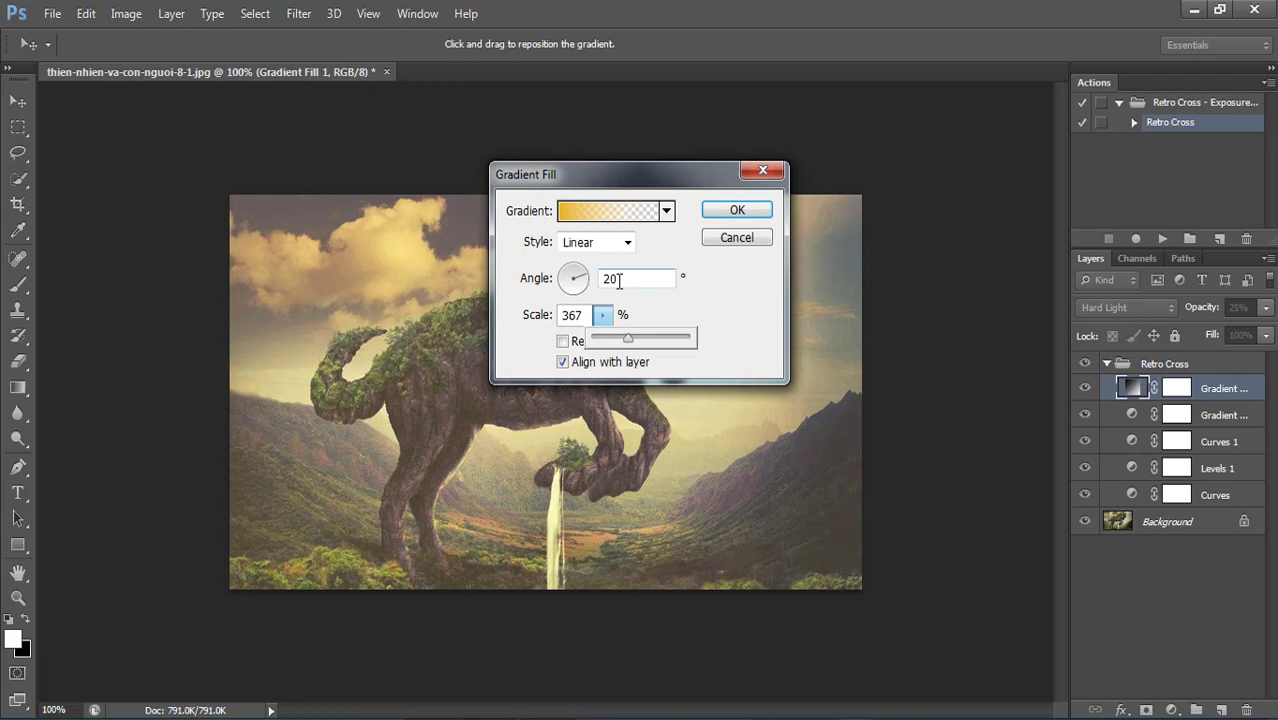 Ps File Edit Image Layer Type Select Filter 3D View Window Help
Click and drag to reposition the gradient.
Essentials
thien-nhien-va-con-nguoi-8-1.jpg @ 100% (Gradient Fill 1, RGB/8) *
Actions
Retro Cross - Exposure...
Retro Cross
Gradient Fill
Gradient:
OK
Style: Linear
Cancel
Angle: 20 °
Scale: 367 %
Re
Align with layer
Layers Channels Paths
Kind
Hard Light Opacity: 25%
Lock: Fill: 100%
Retro Cross
Gradient ...
Gradient ...
Curves 1
Levels 1
Curves
Background
100% Doc: 791.0K/791.0K